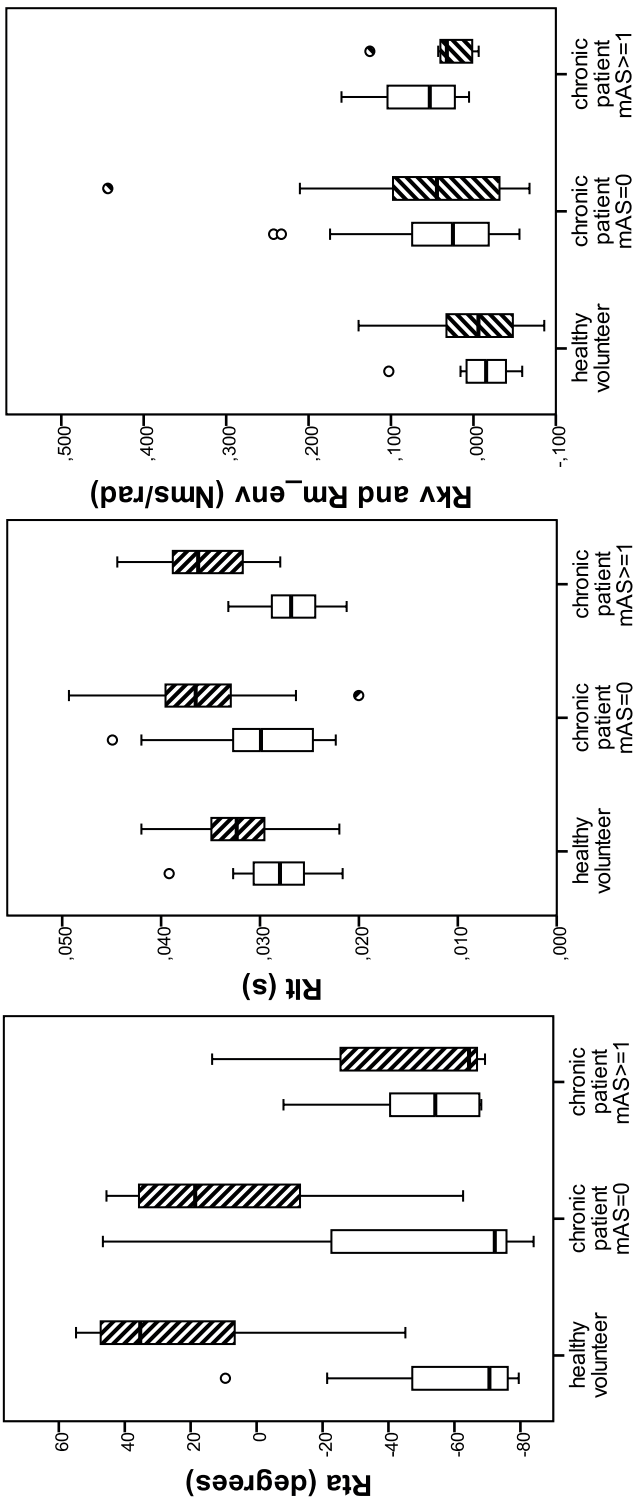 Rta (degrees)
60
40
20
0
-20
-40
-60
-80
healthy
volunteer
chronic
patient
mAS=0
chronic
patient
mAS>=1
Rlt (s)
,050
,040
,030
,020
,010
,000
healthy
volunteer
chronic
patient
mAS=0
chronic
patient
mAS>=1
Rkv and Rm_env (Nms/rad)
,500
,400
,300
,200
,100
,000
-,100
healthy
volunteer
chronic
patient
mAS=0
chronic
patient
mAS>=1